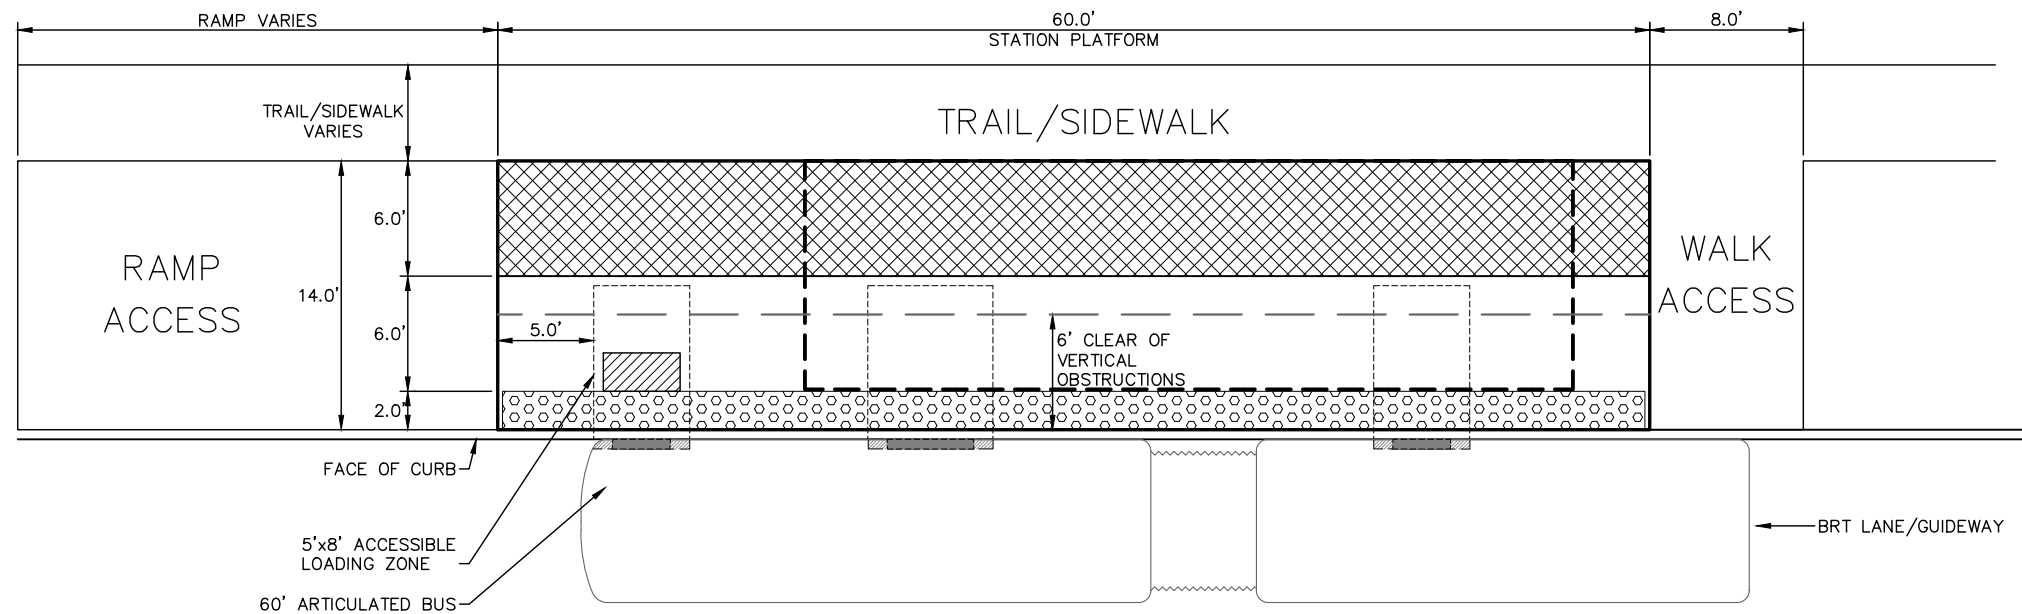 RAMP VARIES
60.0'
STATION PLATFORM
8.0'
TRAIL/SIDEWALK
VARIES
TRAIL/SIDEWALK
6.0'
RAMP
ACCESS
14.0'
6.0'
5.0'
2.0'
6' CLEAR OF
VERTICAL
OBSTRUCTIONS
WALK
ACCESS
FACE OF CURB
5'x8' ACCESSIBLE
LOADING ZONE
60' ARTICULATED BUS
BRT LANE/GUIDEWAY